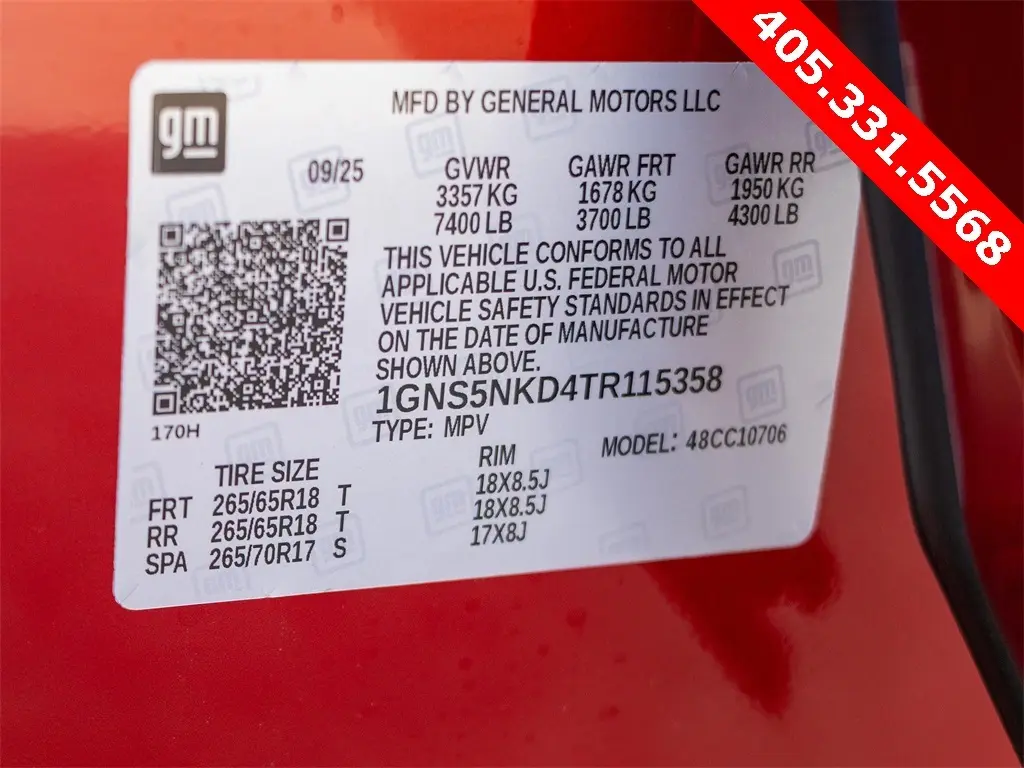 405.331.5568
gm
MFD BY GENERAL MOTORS LLC
09/25 GVWR GAWR FRT GAWR RR
3357 KG 1678 KG 1950 KG
7400 LB 3700 LB 4300 LB
THIS VEHICLE CONFORMS TO ALL
APPLICABLE U.S. FEDERAL MOTOR
VEHICLE SAFETY STANDARDS IN EFFECT
ON THE DATE OF MANUFACTURE
SHOWN ABOVE.
1GNS5NKD4TR115358
170H
TYPE: MPV MODEL: 48CC10706
TIRE SIZE RIM
FRT 265/65R18 T 18X8.5J
RR 265/65R18 T 18X8.5J
SPA 265/70R17 S 17X8J